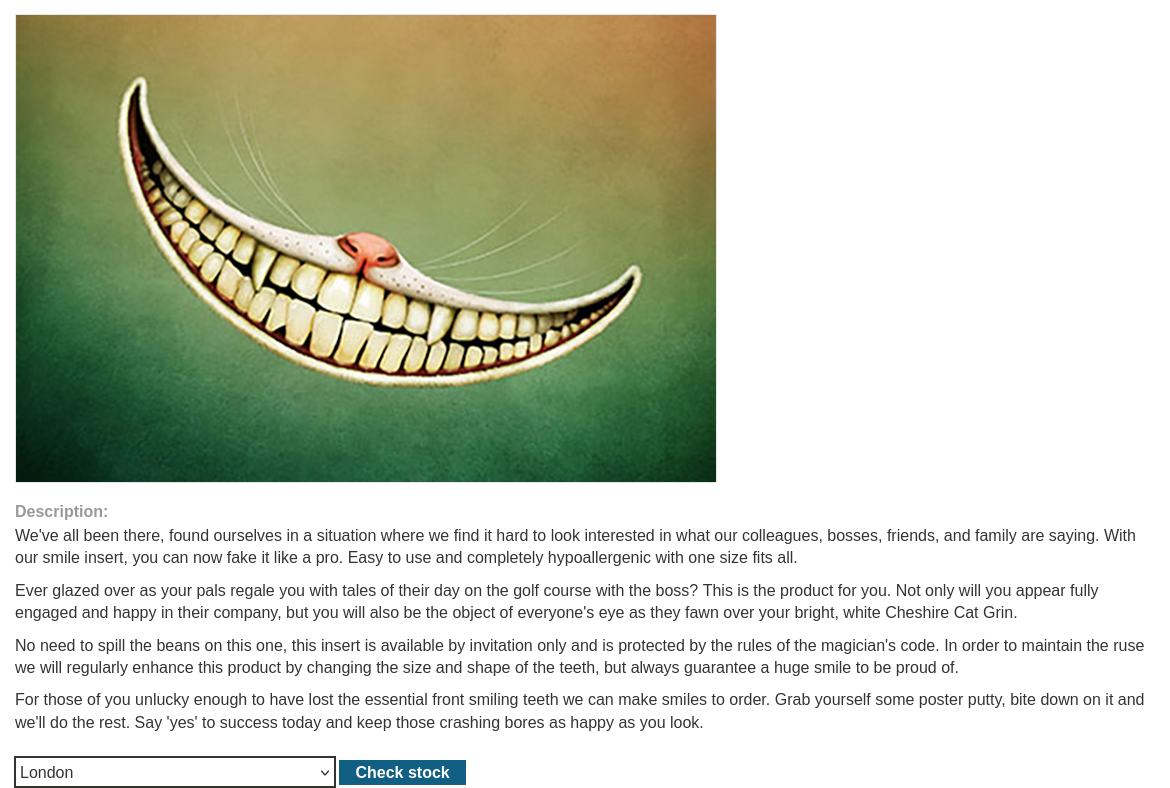 Description:
We've all been there, found ourselves in a situation where we find it hard to look interested in what our colleagues, bosses, friends, and family are saying. With
our smile insert, you can now fake it like a pro. Easy to use and completely hypoallergenic with one size fits all.
Ever glazed over as your pals regale you with tales of their day on the golf course with the boss? This is the product for you. Not only will you appear fully
engaged and happy in their company, but you will also be the object of everyone's eye as they fawn over your bright, white Cheshire Cat Grin.
No need to spill the beans on this one, this insert is available by invitation only and is protected by the rules of the magician's code. In order to maintain the ruse
we will regularly enhance this product by changing the size and shape of the teeth, but always guarantee a huge smile to be proud of.
For those of you unlucky enough to have lost the essential front smiling teeth we can make smiles to order. Grab yourself some poster putty, bite down on it and
we'll do the rest. Say 'yes' to success today and keep those crashing bores as happy as you look.
London Check stock